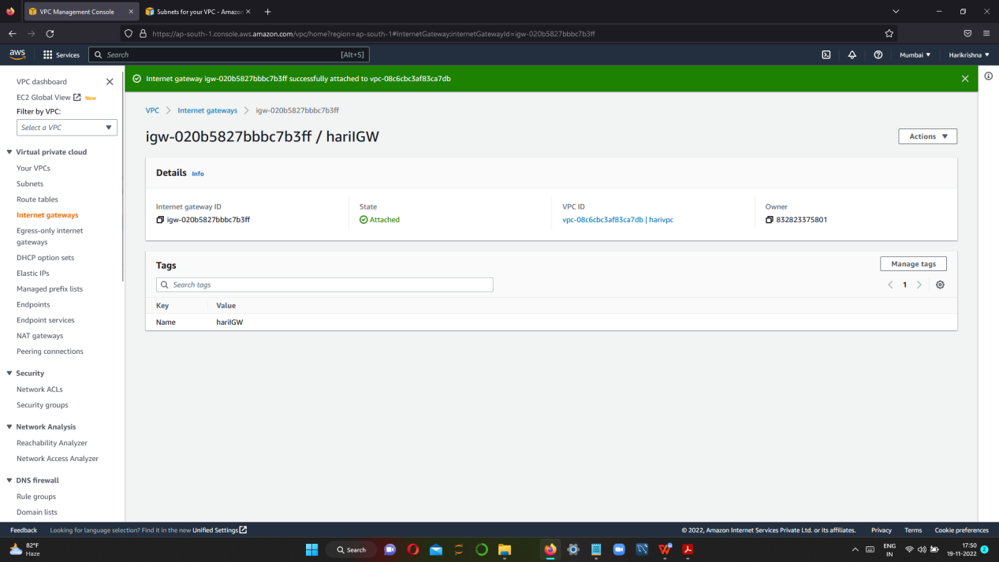 VPC Management Console
Subnets for your VPC - Amazon
https://ap-south-1.console.aws.amazon.com/vpc/home?region=ap-south-1#InternetGateway:internetGatewayId=igw-020b5827bbbc7b3ff
aws
Services
Search
[Alt+S]
Mumbai
Harikrishna
VPC dashboard
EC2 Global View New
Filter by VPC:
Select a VPC
Virtual private cloud
Your VPCs
Subnets
Route tables
Internet gateways
Egress-only internet
gateways
DHCP option sets
Elastic IPs
Managed prefix lists
Endpoints
Endpoint services
NAT gateways
Peering connections
Security
Network ACLs
Security groups
Network Analysis
Reachability Analyzer
Network Access Analyzer
DNS firewall
Rule groups
Domain lists
Internet gateway igw-020b5827bbbc7b3ff successfully attached to vpc-08c6cbc3af83ca7db
VPC
Internet gateways
igw-020b5827bbbc7b3ff
igw-020b5827bbbc7b3ff / hariIGW
Actions
Details Info
Internet gateway ID
igw-020b5827bbbc7b3ff
State
Attached
VPC ID
vpc-08c6cbc3af83ca7db | harivpc
Owner
832823375801
Tags
Manage tags
Search tags
1
Key Value
Name hariIGW
Feedback
Looking for language selection? Find it in the new Unified Settings
© 2022, Amazon Internet Services Private Ltd. or its affiliates.
Privacy
Terms
Cookie preferences
82°F
Haze
Search
ENG
IN
17:50
19-11-2022
2